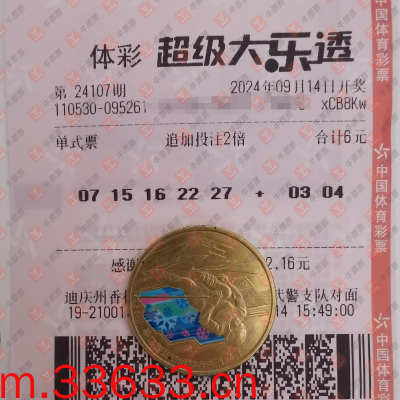 体彩 超级大乐透
第 24107期 2024年09月14日开奖
110530-095261 xCB8Kw
单式票 追加投注2倍 合计6元
07 15 16 22 27 + 03 04
感谢 2.16元
迪庆州香格 武警支队对面
19-21001 14 15:49:00
m.33633.cn
中国体育彩票
中国体育彩票
中国体育彩票